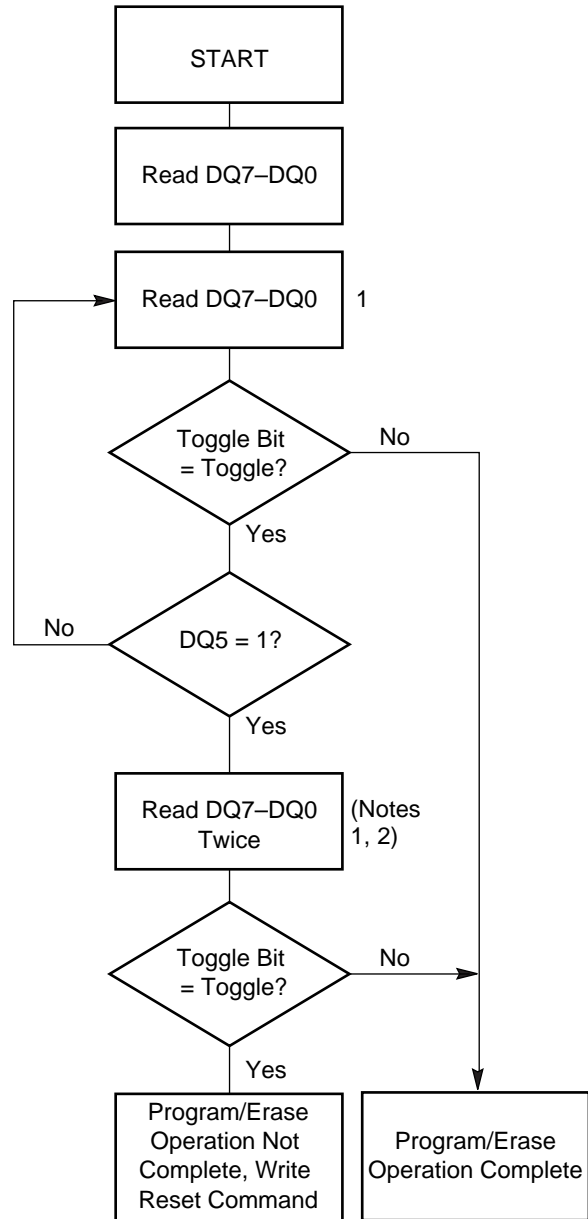 START
Read DQ7–DQ0
Read DQ7–DQ0
1
Toggle Bit
= Toggle?
No
Yes
DQ5 = 1?
No
Yes
Read DQ7–DQ0
Twice
(Notes
1, 2)
Toggle Bit
= Toggle?
No
Yes
Program/Erase
Operation Not
Complete, Write
Reset Command
Program/Erase
Operation Complete